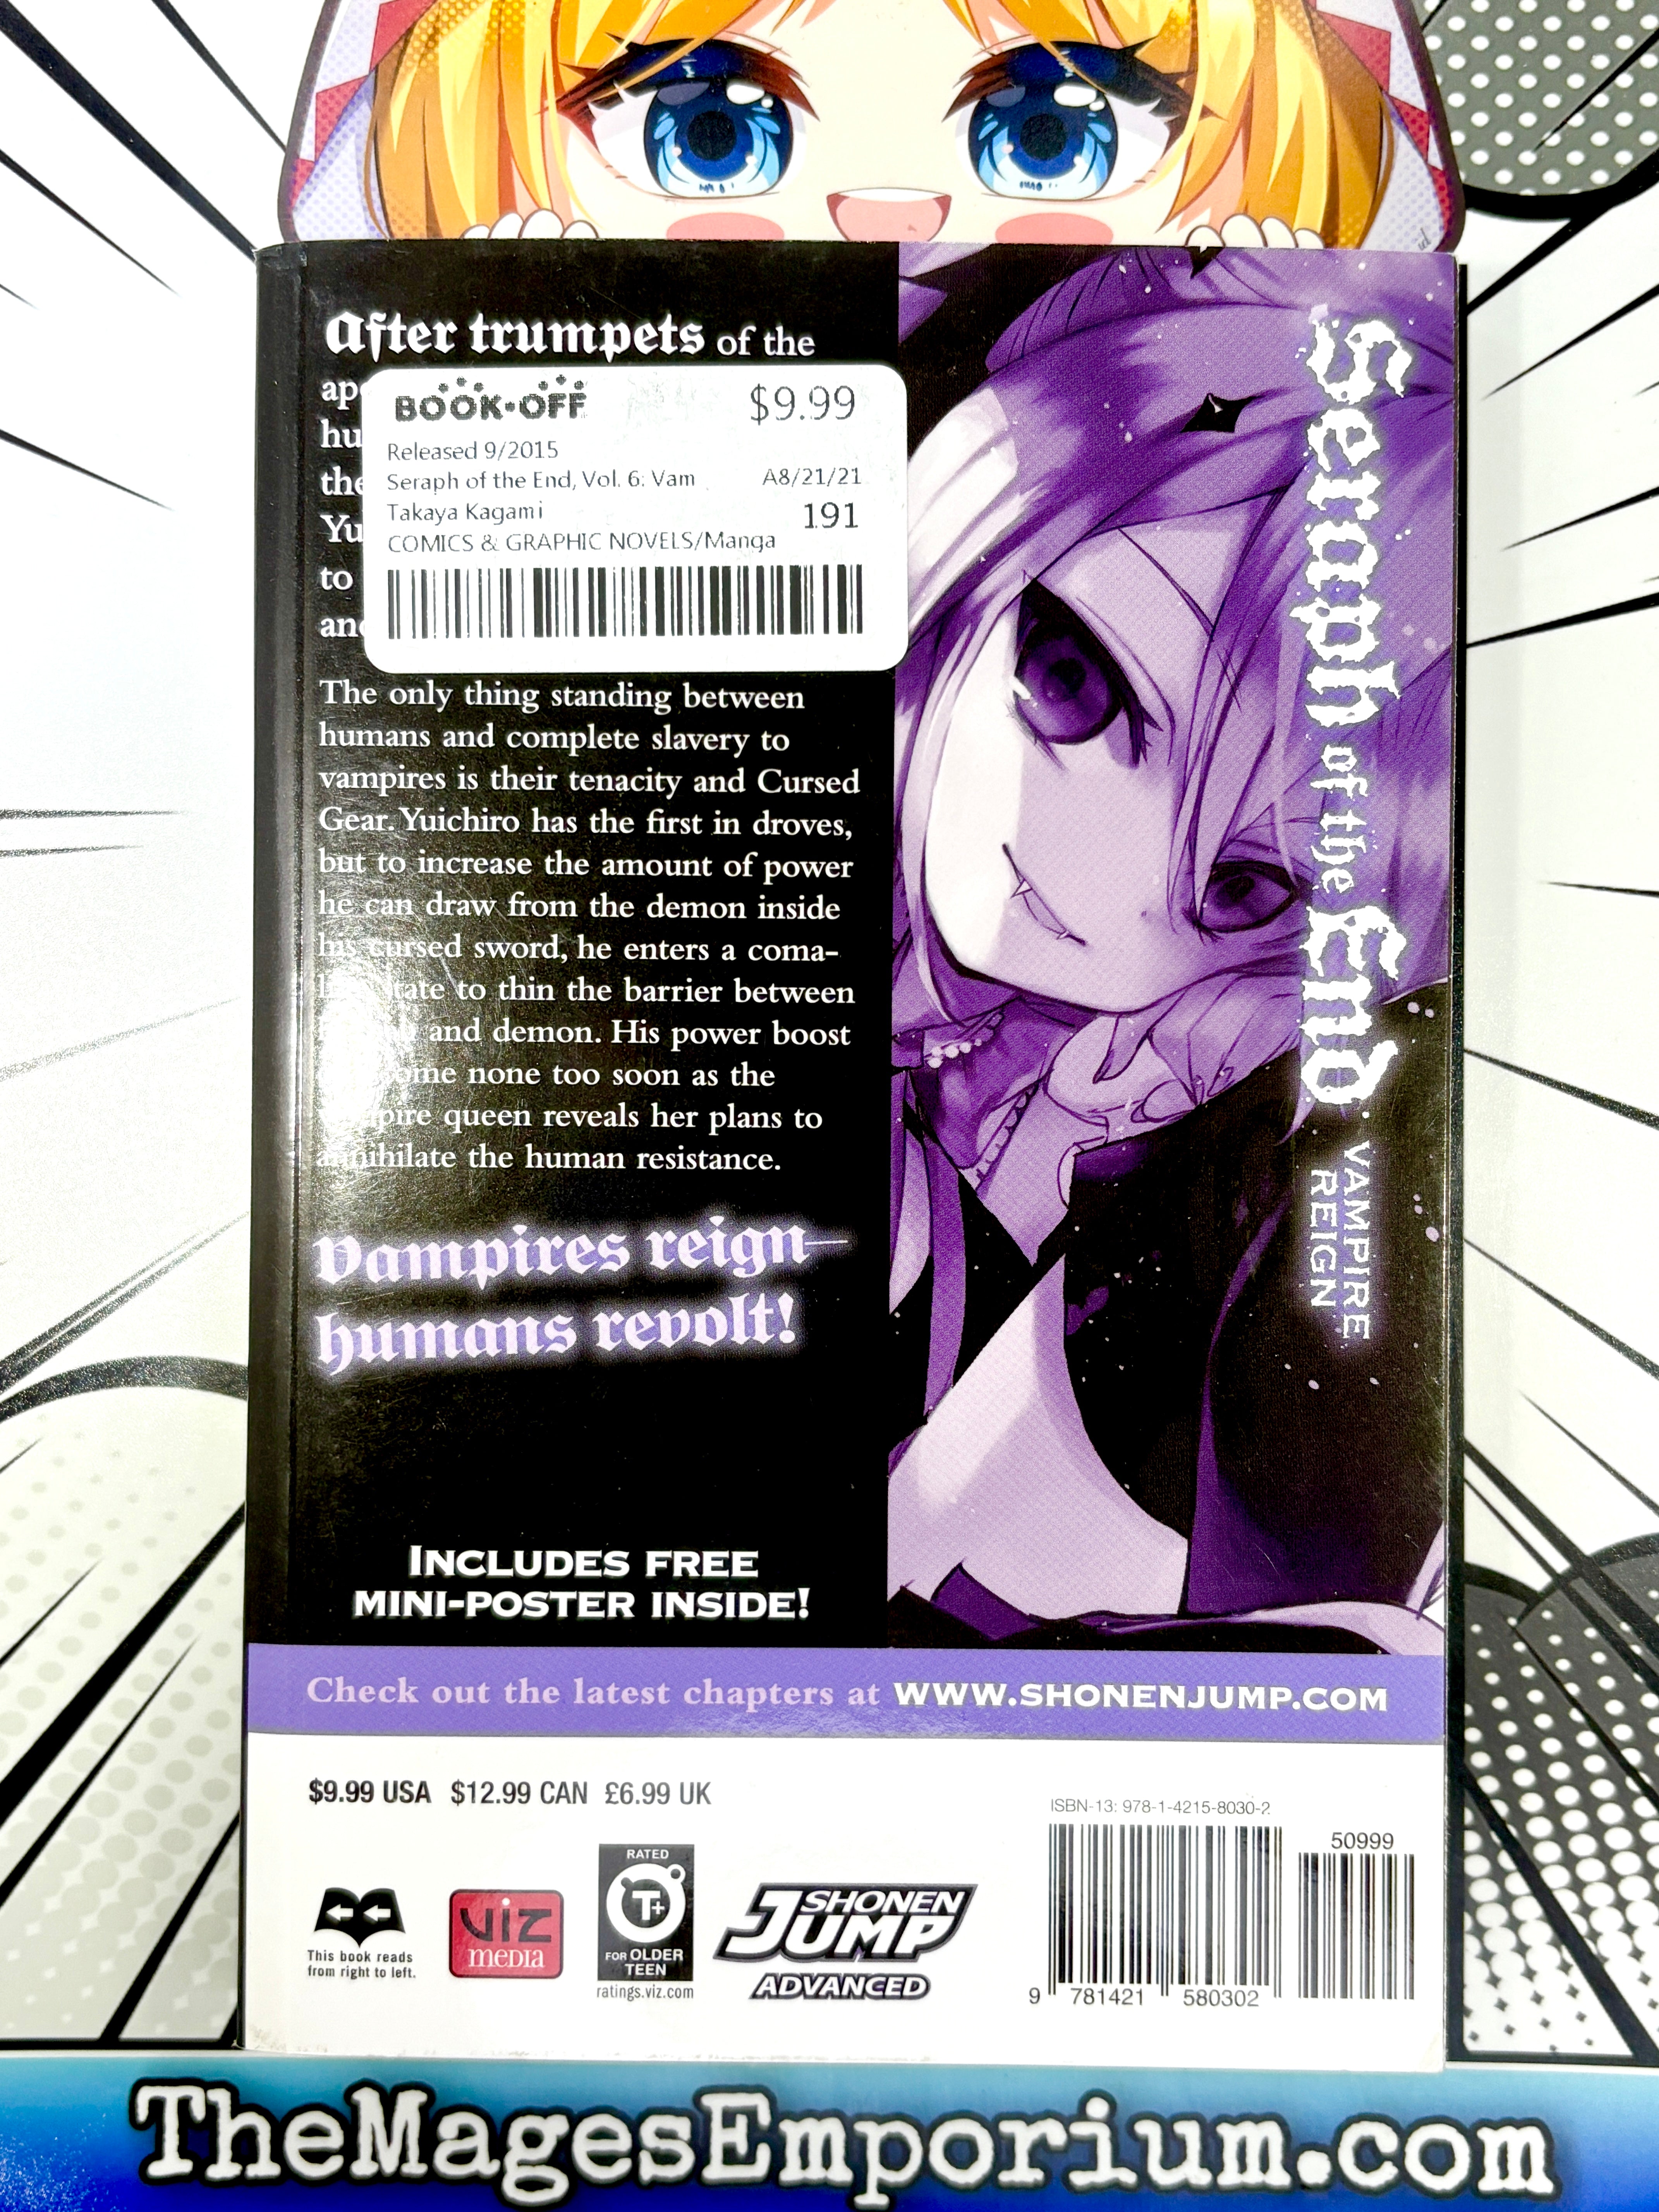 After trumpets of the
BOOK·OFF $9.99
Released 9/2015
Seraph of the End, Vol. 6: Vam A8/21/21
Takaya Kagami 191
COMICS & GRAPHIC NOVELS/Manga
to
The only thing standing between
humans and complete slavery to
vampires is their tenacity and Cursed
Gear. Yuichiro has the first in droves,
but to increase the amount of power
he can draw from the demon inside
his cursed sword, he enters a coma-
to thin the barrier between
and demon. His power boost
none too soon as the
queen reveals her plans to
annihilate the human resistance.
Vampires reign—
humans revolt!
INCLUDES FREE
MINI-POSTER INSIDE!
Seraph of the End
VAMPIRE
REIGN
Check out the latest chapters at WWW.SHONENJUMP.COM
$9.99 USA $12.99 CAN £6.99 UK
This book reads
from right to left.
VIZ
MEDIA
RATED
T+
FOR OLDER
TEEN
ratings.viz.com
SHONEN
JUMP
ADVANCED
ISBN-13: 978-1-4215-8030-2
50999
9 781421 580302
TheMagesEmporium.com